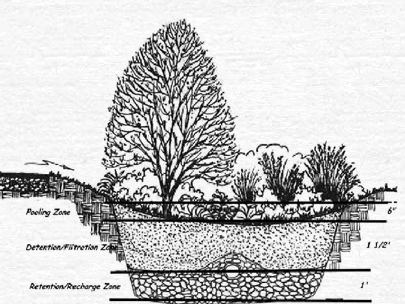 Pooling Zone
6"
Detention/Filtration Zone
1 1/2'
Retention/Recharge Zone
1'